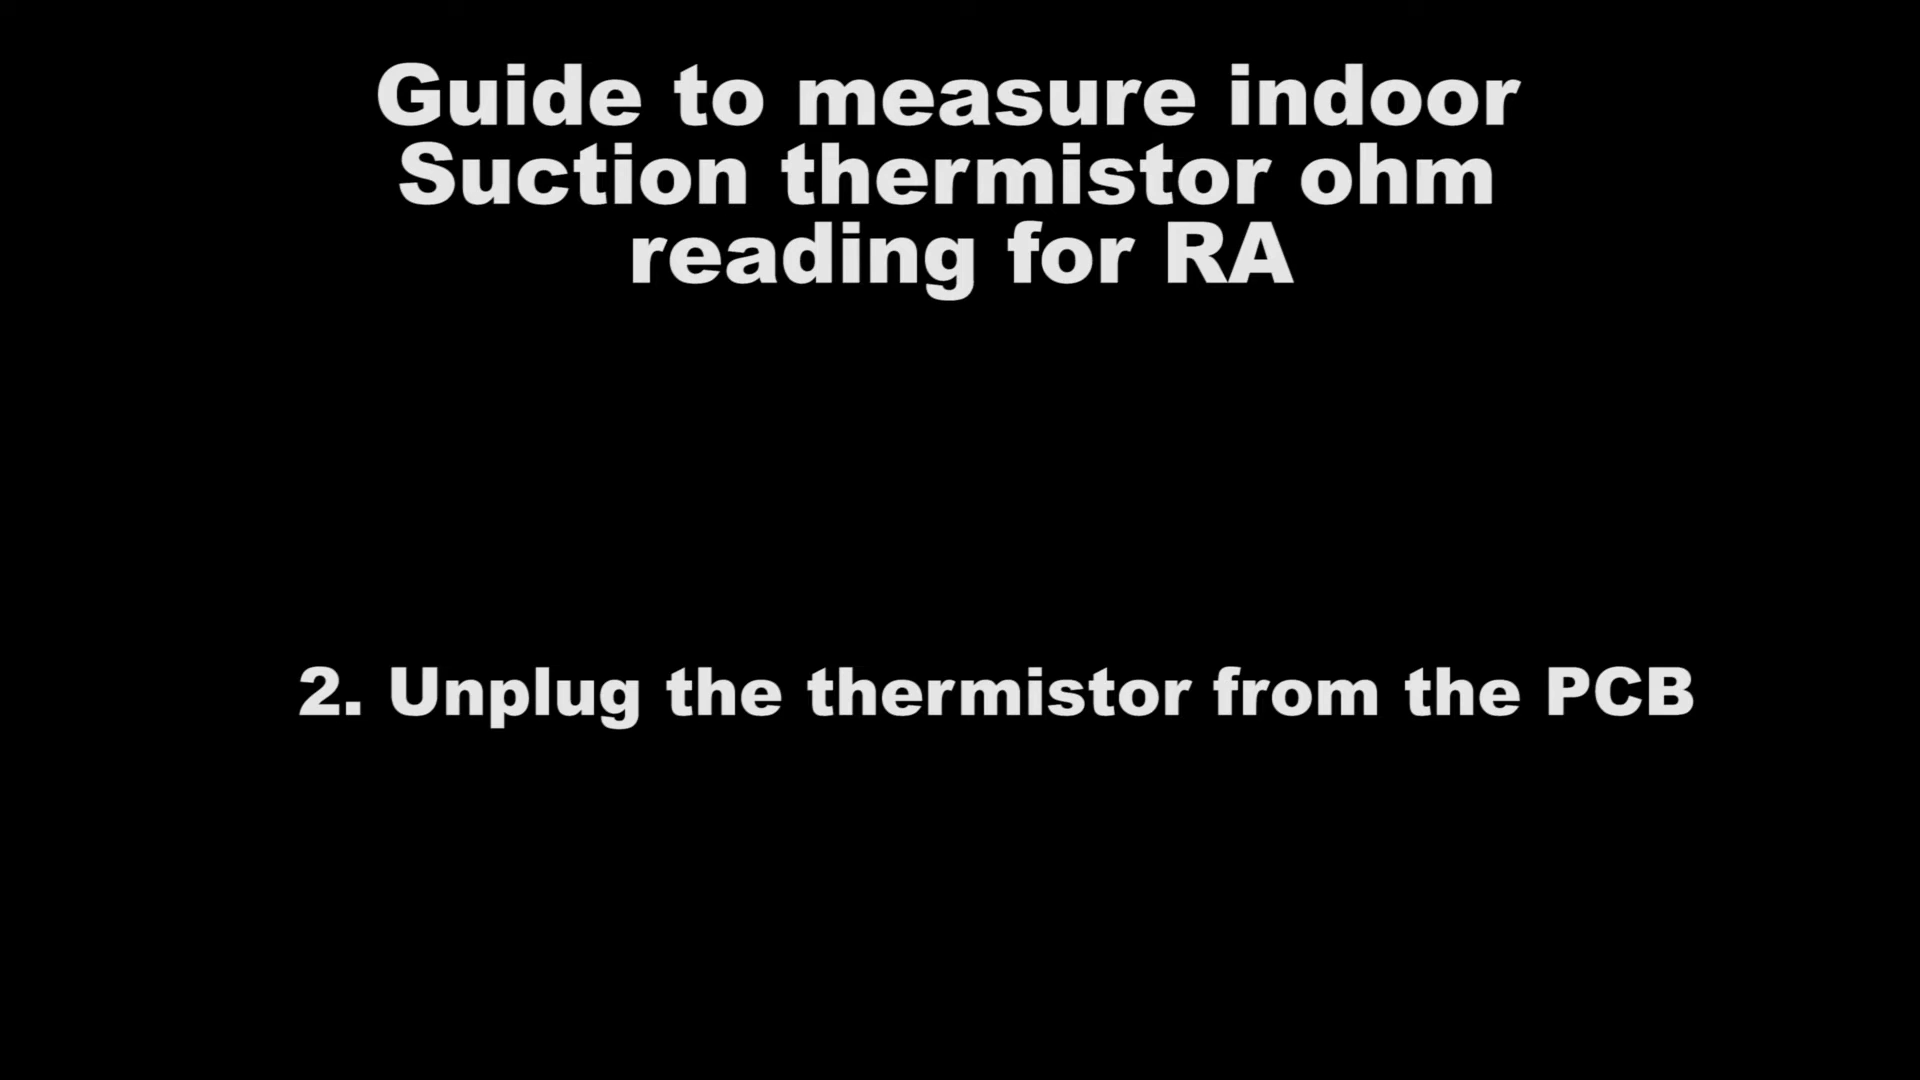 Guide to measure indoor
Suction thermistor ohm
reading for RA
2. Unplug the thermistor from the PCB